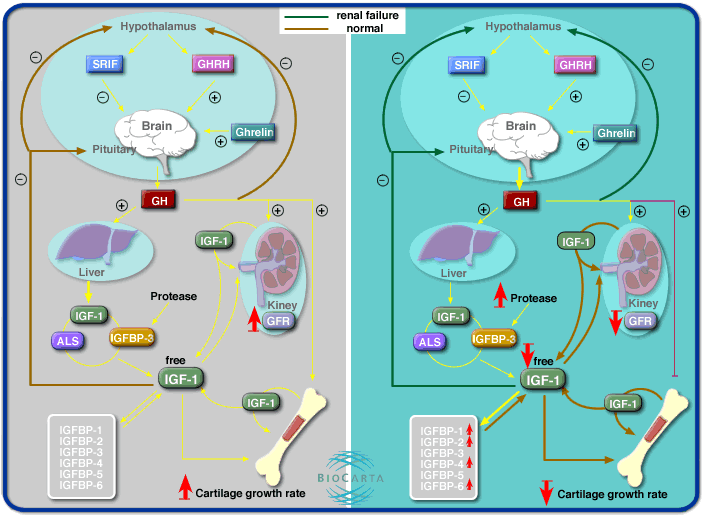 renal failure
normal
Hypothalamus
SRIF
GHRH
−
−
−
+
Brain
Ghrelin
+
Pituitary
−
GH
+
+
+
IGF-1
Liver
Kiney
GFR
IGF-1
Protease
ALS
IGFBP-3
free
IGF-1
IGF-1
IGFBP-1
IGFBP-2
IGFBP-3
IGFBP-4
IGFBP-5
IGFBP-6
Cartilage growth rate
BIOCARTA
Hypothalamus
SRIF
GHRH
−
−
−
+
Brain
Ghrelin
+
Pituitary
−
GH
+
+
+
IGF-1
Liver
Kiney
GFR
IGF-1
Protease
ALS
IGFBP-3
free
IGF-1
IGF-1
IGFBP-1
IGFBP-2
IGFBP-3
IGFBP-4
IGFBP-5
IGFBP-6
Cartilage growth rate